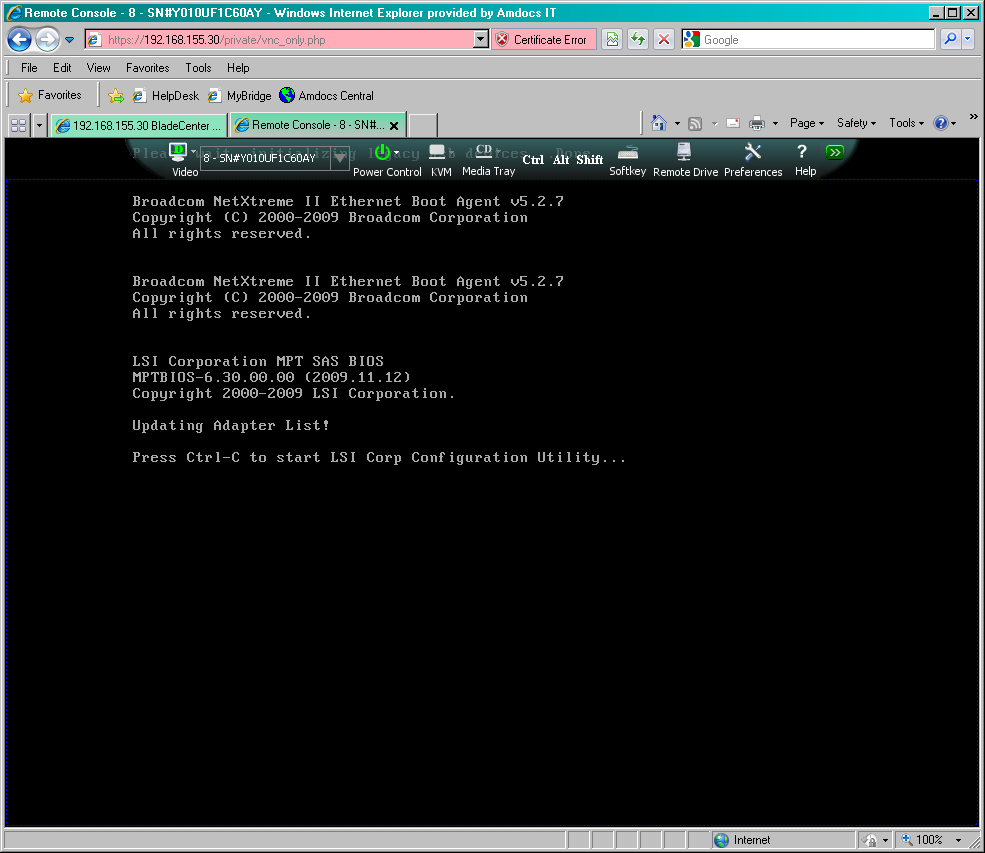 Remote Console - 8 - SN#Y010UF1C60AY - Windows Internet Explorer provided by Amdocs IT
https://192.168.155.30/private/vnc_only.php
Certificate Error
Google
File Edit View Favorites Tools Help
Favorites HelpDesk MyBridge Amdocs Central
192.168.155.30 BladeCenter ... Remote Console - 8 - SN#... Page Safety Tools
Please wait, initializing legacy usb devices..Done
8 - SN#Y010UF1C60AY
Ctrl Alt Shift
CD
Video Power Control KVM Media Tray Softkey Remote Drive Preferences Help
Broadcom NetXtreme II Ethernet Boot Agent v5.2.7
Copyright (C) 2000-2009 Broadcom Corporation
All rights reserved.
Broadcom NetXtreme II Ethernet Boot Agent v5.2.7
Copyright (C) 2000-2009 Broadcom Corporation
All rights reserved.
LSI Corporation MPT SAS BIOS
MPTBIOS-6.30.00.00 (2009.11.12)
Copyright 2000-2009 LSI Corporation.
Updating Adapter List!
Press Ctrl-C to start LSI Corp Configuration Utility...
Internet
100%